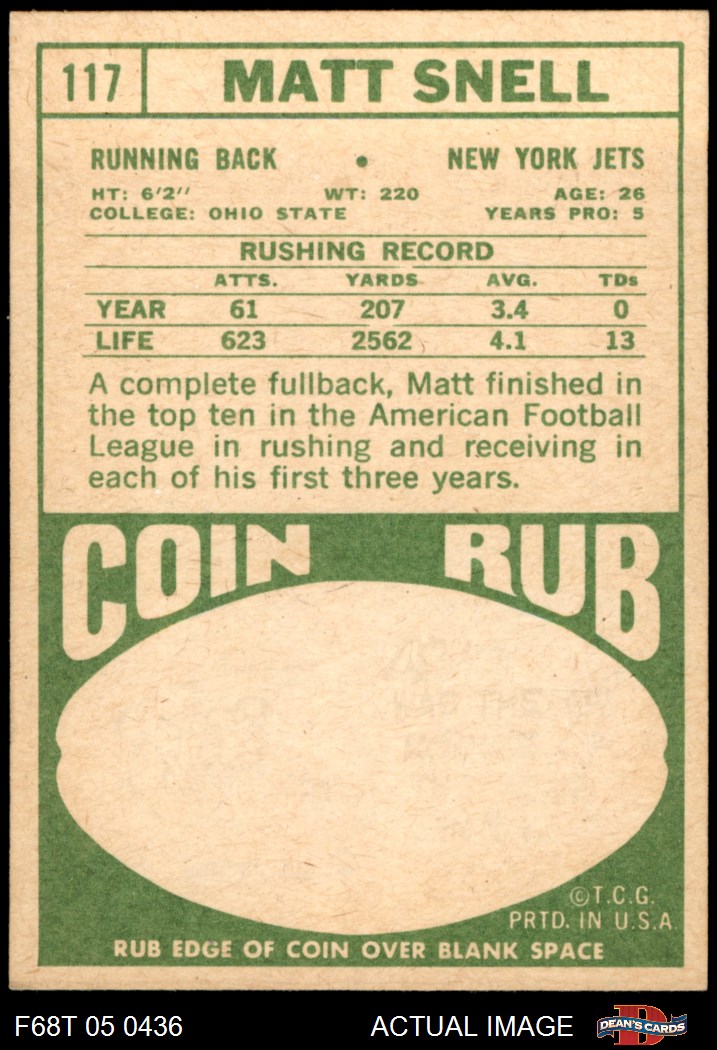 117 MATT SNELL
RUNNING BACK • NEW YORK JETS
HT: 6'2" WT: 220 AGE: 26
COLLEGE: OHIO STATE YEARS PRO: 5
RUSHING RECORD
ATTS. YARDS AVG. TDs
YEAR 61 207 3.4 0
LIFE 623 2562 4.1 13
A complete fullback, Matt finished in
the top ten in the American Football
League in rushing and receiving in
each of his first three years.
COIN RUB
©T.C.G.
PRTD. IN U.S.A.
RUB EDGE OF COIN OVER BLANK SPACE
F68T 05 0436 ACTUAL IMAGE D DEAN'S CARDS